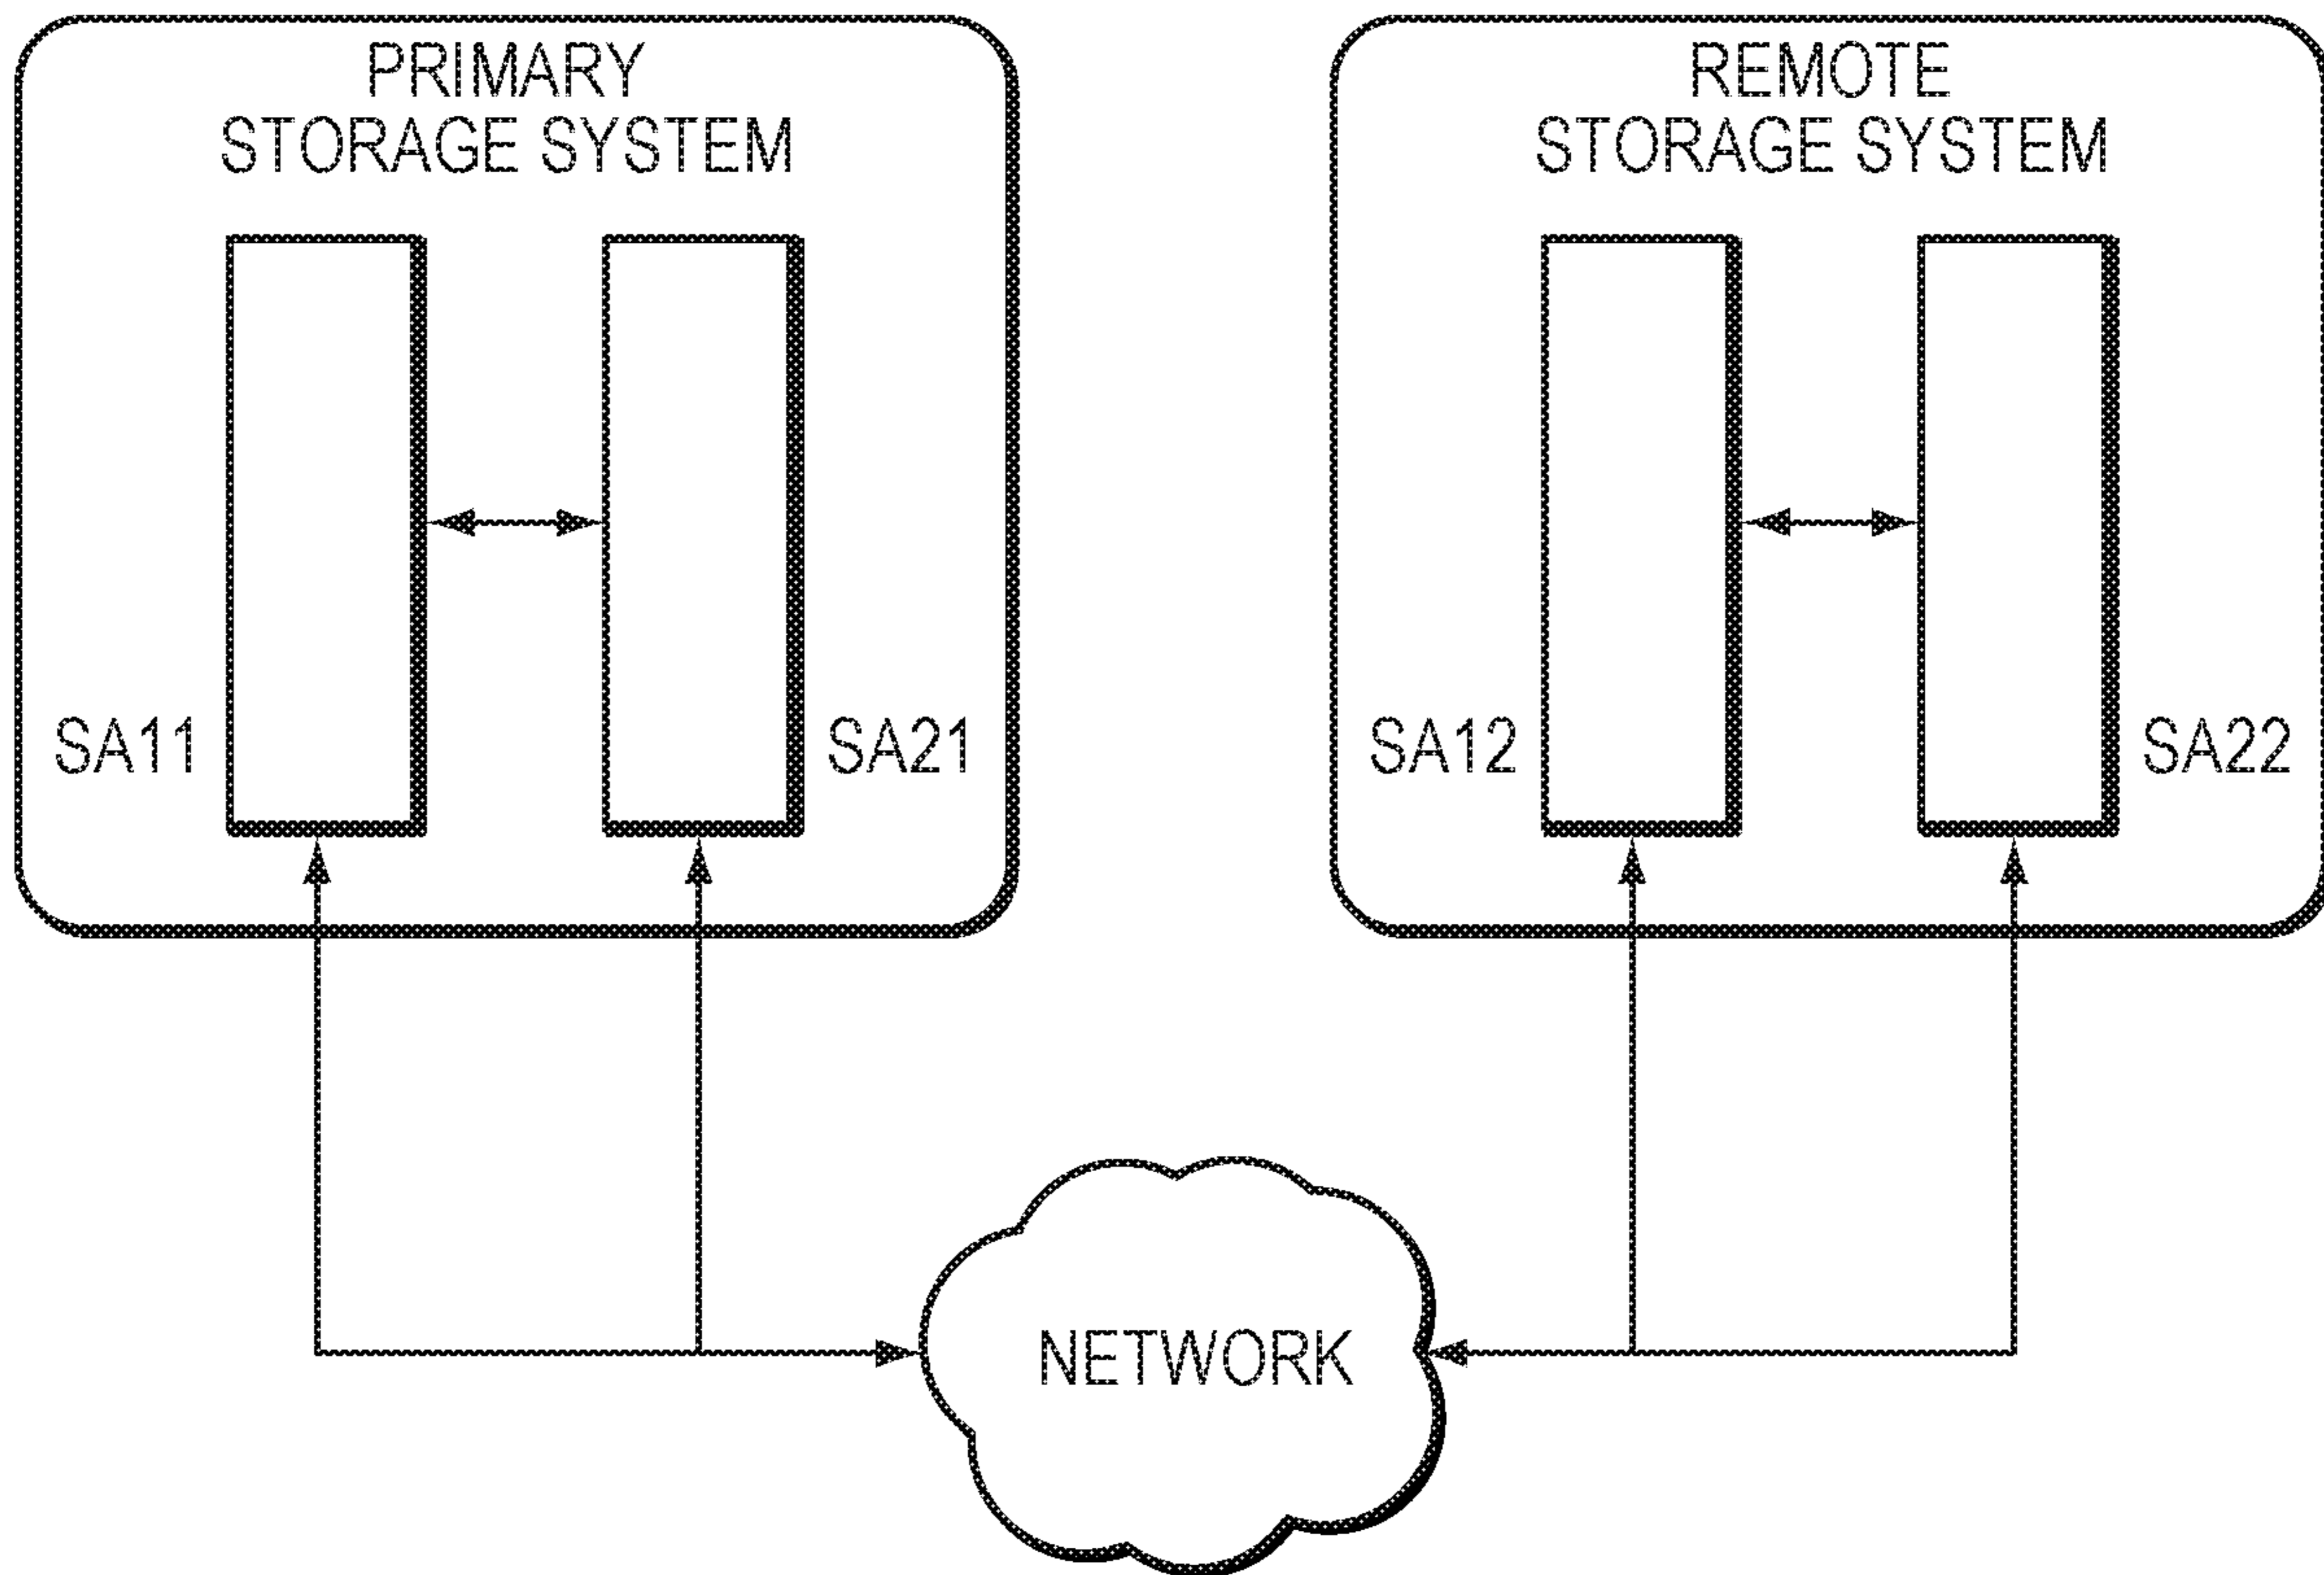 PRIMARY
STORAGE SYSTEM
REMOTE
STORAGE SYSTEM
SA11
SA21
SA12
SA22
NETWORK